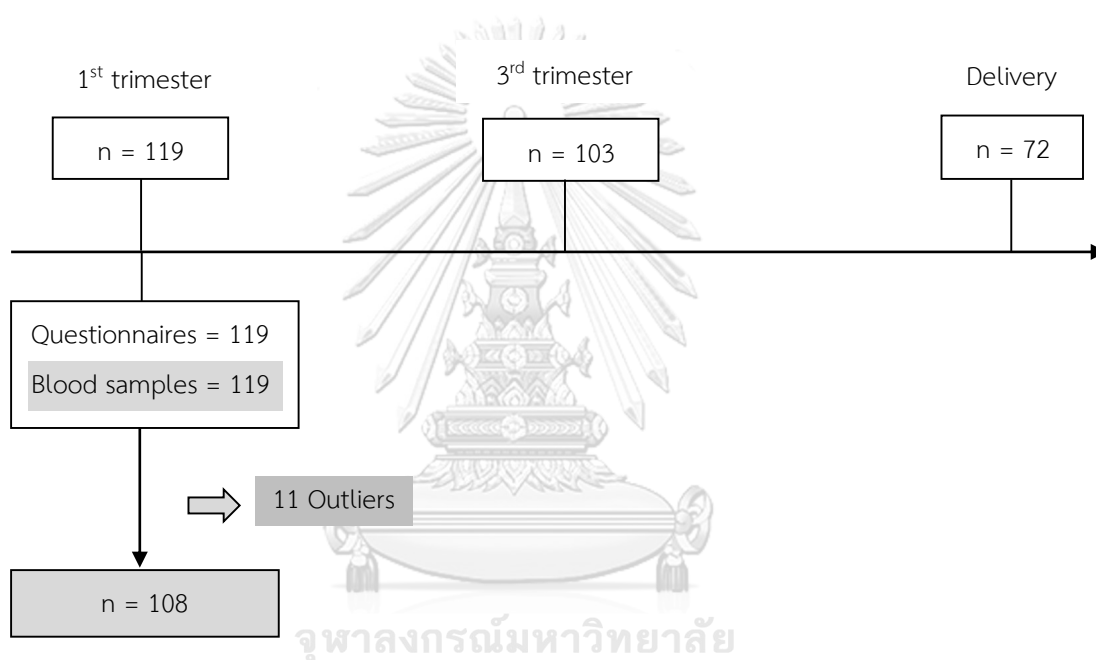 1st trimester
3rd trimester
Delivery
n = 119
n = 103
n = 72
Questionnaires = 119
Blood samples = 119
11 Outliers
n = 108
จุฬาลงกรณ์มหาวิทยาลัย